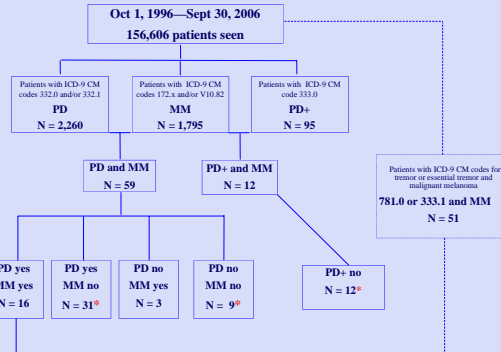 Oct 1, 1996—Sept 30, 2006
156,606 patients seen
Patients with ICD-9 CM
codes 332.0 and/or 332.1
PD
N = 2,260
Patients with ICD-9 CM
codes 172.x and/or V10.82
MM
N = 1,795
Patients with ICD-9 CM
code 333.0
PD+
N = 95
PD and MM
N = 59
PD+ and MM
N = 12
Patients with ICD-9 CM codes for
tremor or essential tremor and
malignant melanoma
781.0 or 333.1 and MM
N = 51
PD yes
MM yes
N = 16
PD yes
MM no
N = 31*
PD no
MM yes
N = 3
PD no
MM no
N = 9*
PD+ no
N = 12*